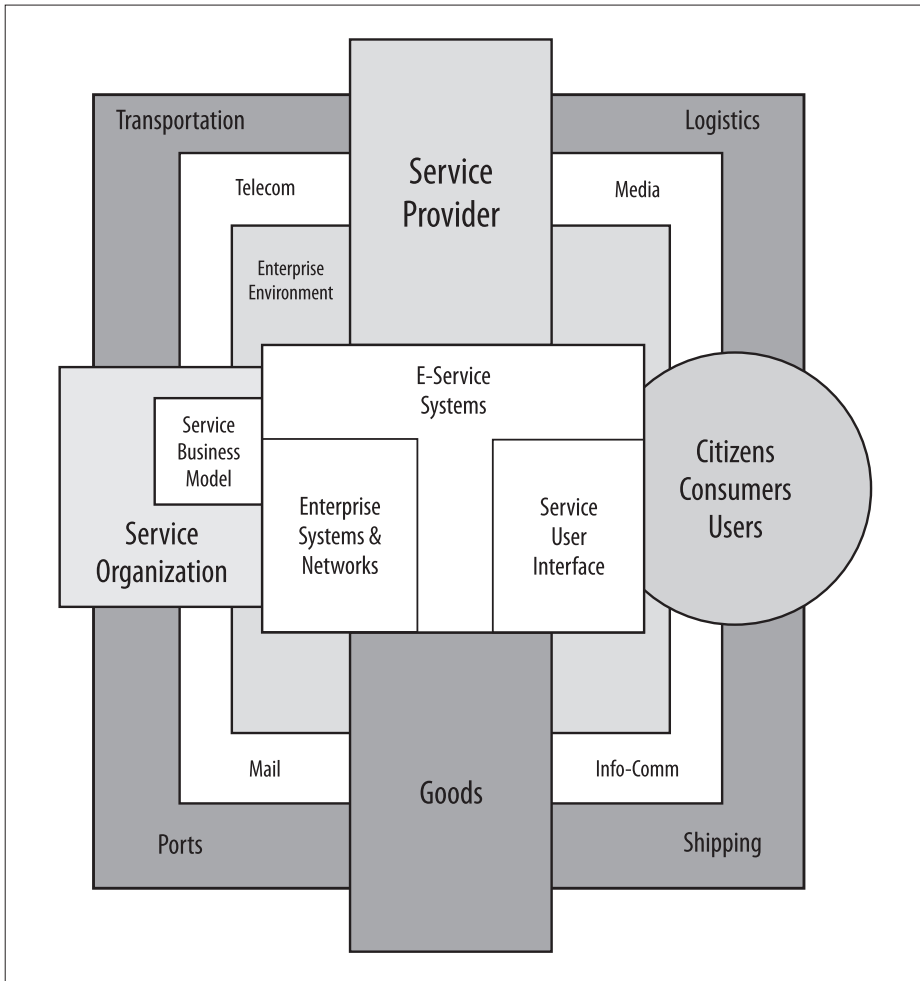 Transportation
Logistics
Service
Provider
Telecom
Media
Enterprise
Environment
E-Service
Systems
Service
Business
Model
Citizens
Consumers
Users
Enterprise
Systems &
Networks
Service
User
Interface
Service
Organization
Mail
Info-Comm
Goods
Ports
Shipping